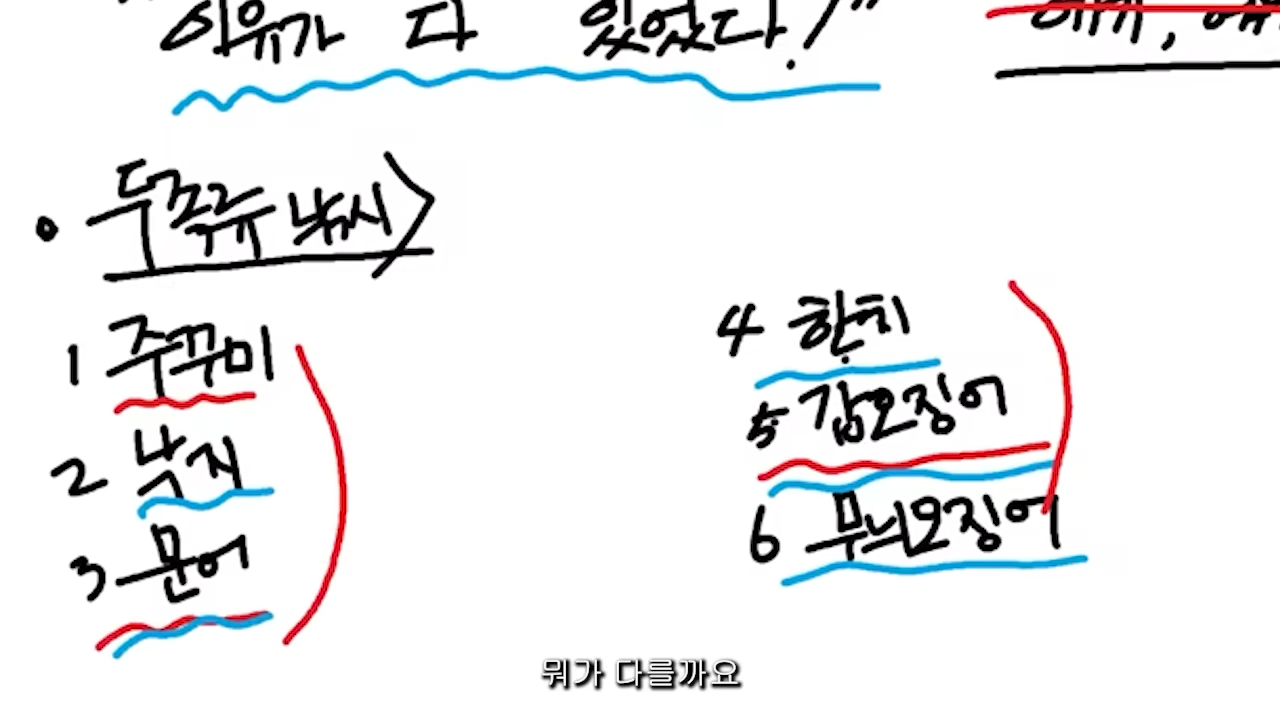 이유가 다 있었다!”
• 두족류 낚시>
1 주꾸미
2 낙지
3 문어
4 한치
5 갑오징어
6 무늬오징어
뭐가 다를까요